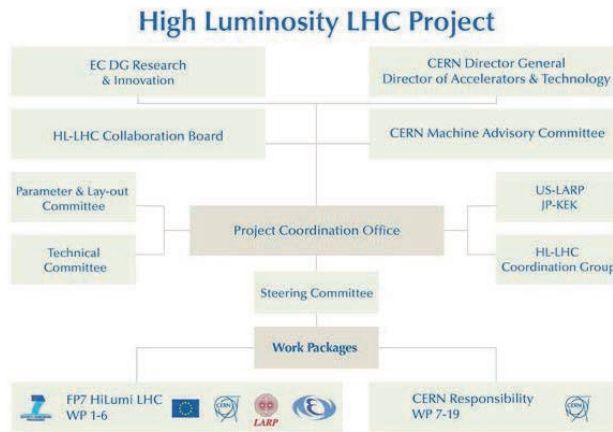 High Luminosity LHC Project
EC DG Research
& Innovation
CERN Director General
Director of Accelerators & Technology
HL-LHC Collaboration Board
CERN Machine Advisory Committee
Parameter & Lay-out
Committee
US-LARP
JP-KEK
Project Coordination Office
Technical
Committee
HL-LHC
Coordination Group
Steering Committee
Work Packages
FP7 HiLumi LHC
WP 1-6
CERN
LARP
CERN Responsibility
WP 7-19
CERN